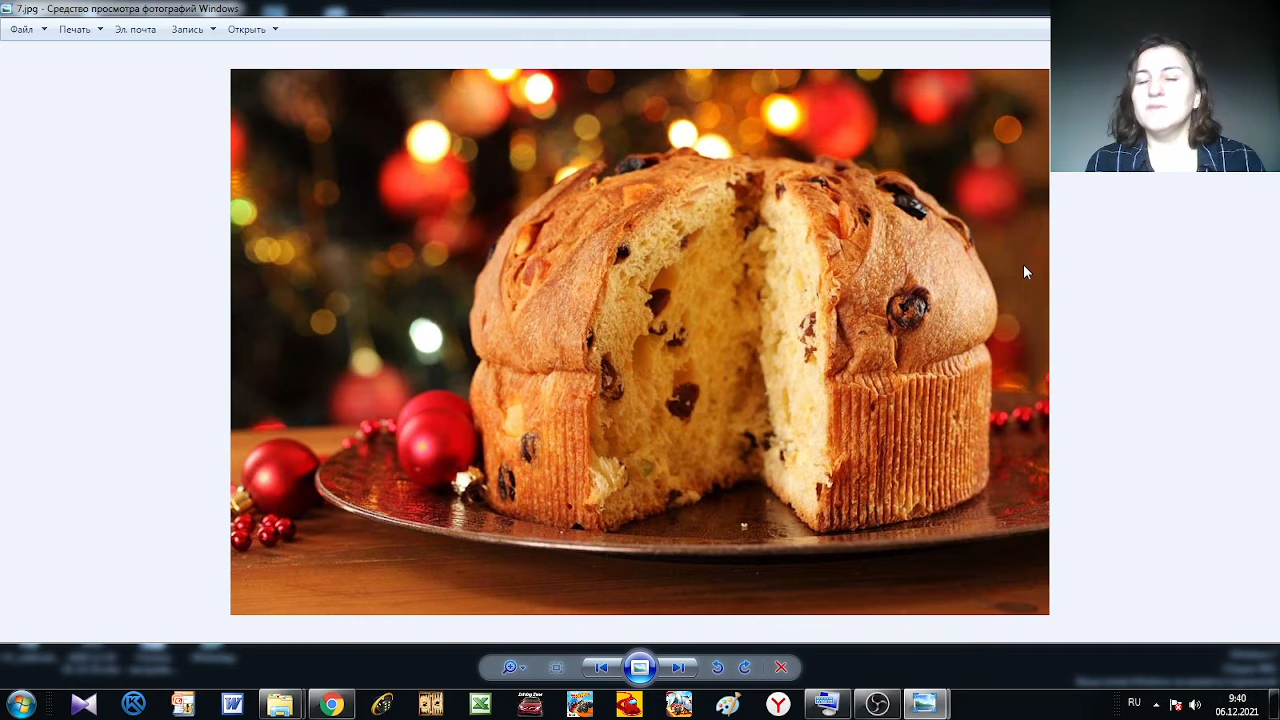 7.jpg - Средство просмотра фотографий Windows
Файл Печать Эл. почта Запись Открыть
RU
9:40
06.12.2021